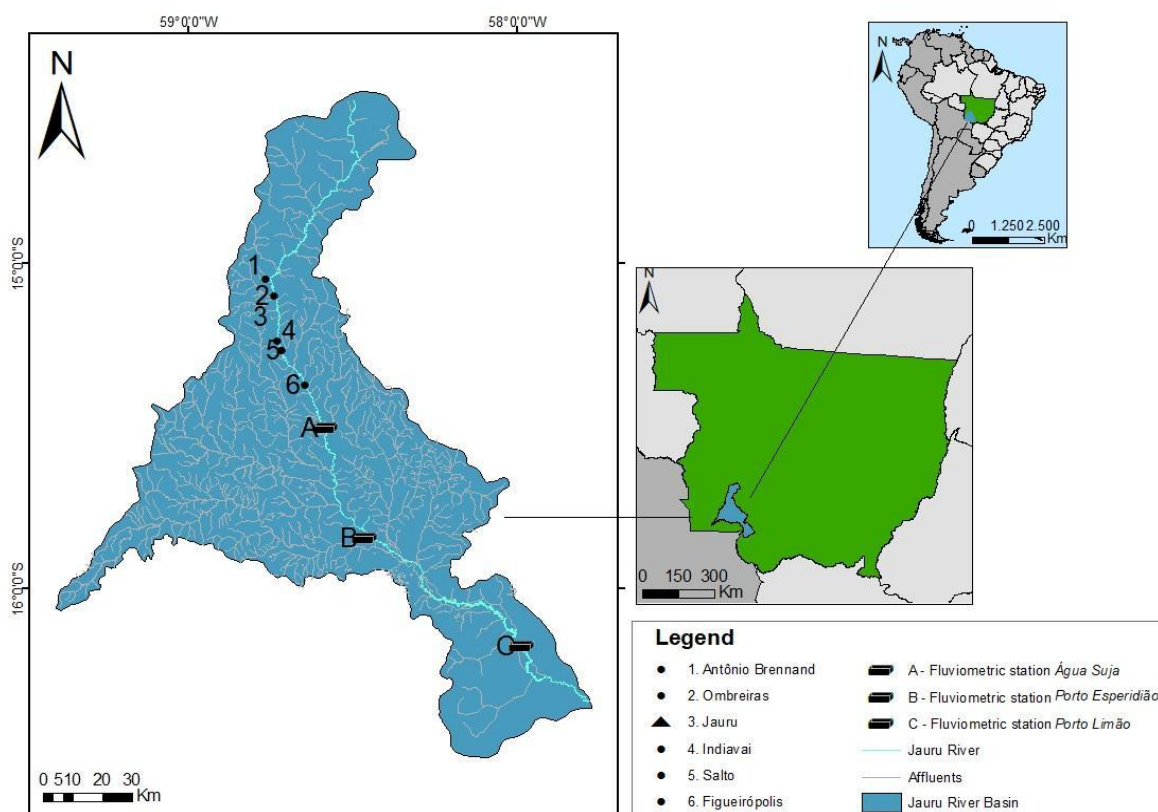 59°0'0"W
58°0'0"W
N
15°0'0"S
16°0'0"S
1
2
3
4
5
6
A
B
C
0 510 20 30
Km
N
0 1.250 2.500
Km
N
0 150 300
Km
Legend
1. Antônio Brennand
2. Ombreiras
3. Jauru
4. Indiavai
5. Salto
6. Figueirópolis
A - Fluviometric station Água Suja
B - Fluviometric station Porto Esperidião
C - Fluviometric station Porto Limão
Jauru River
Affluents
Jauru River Basin